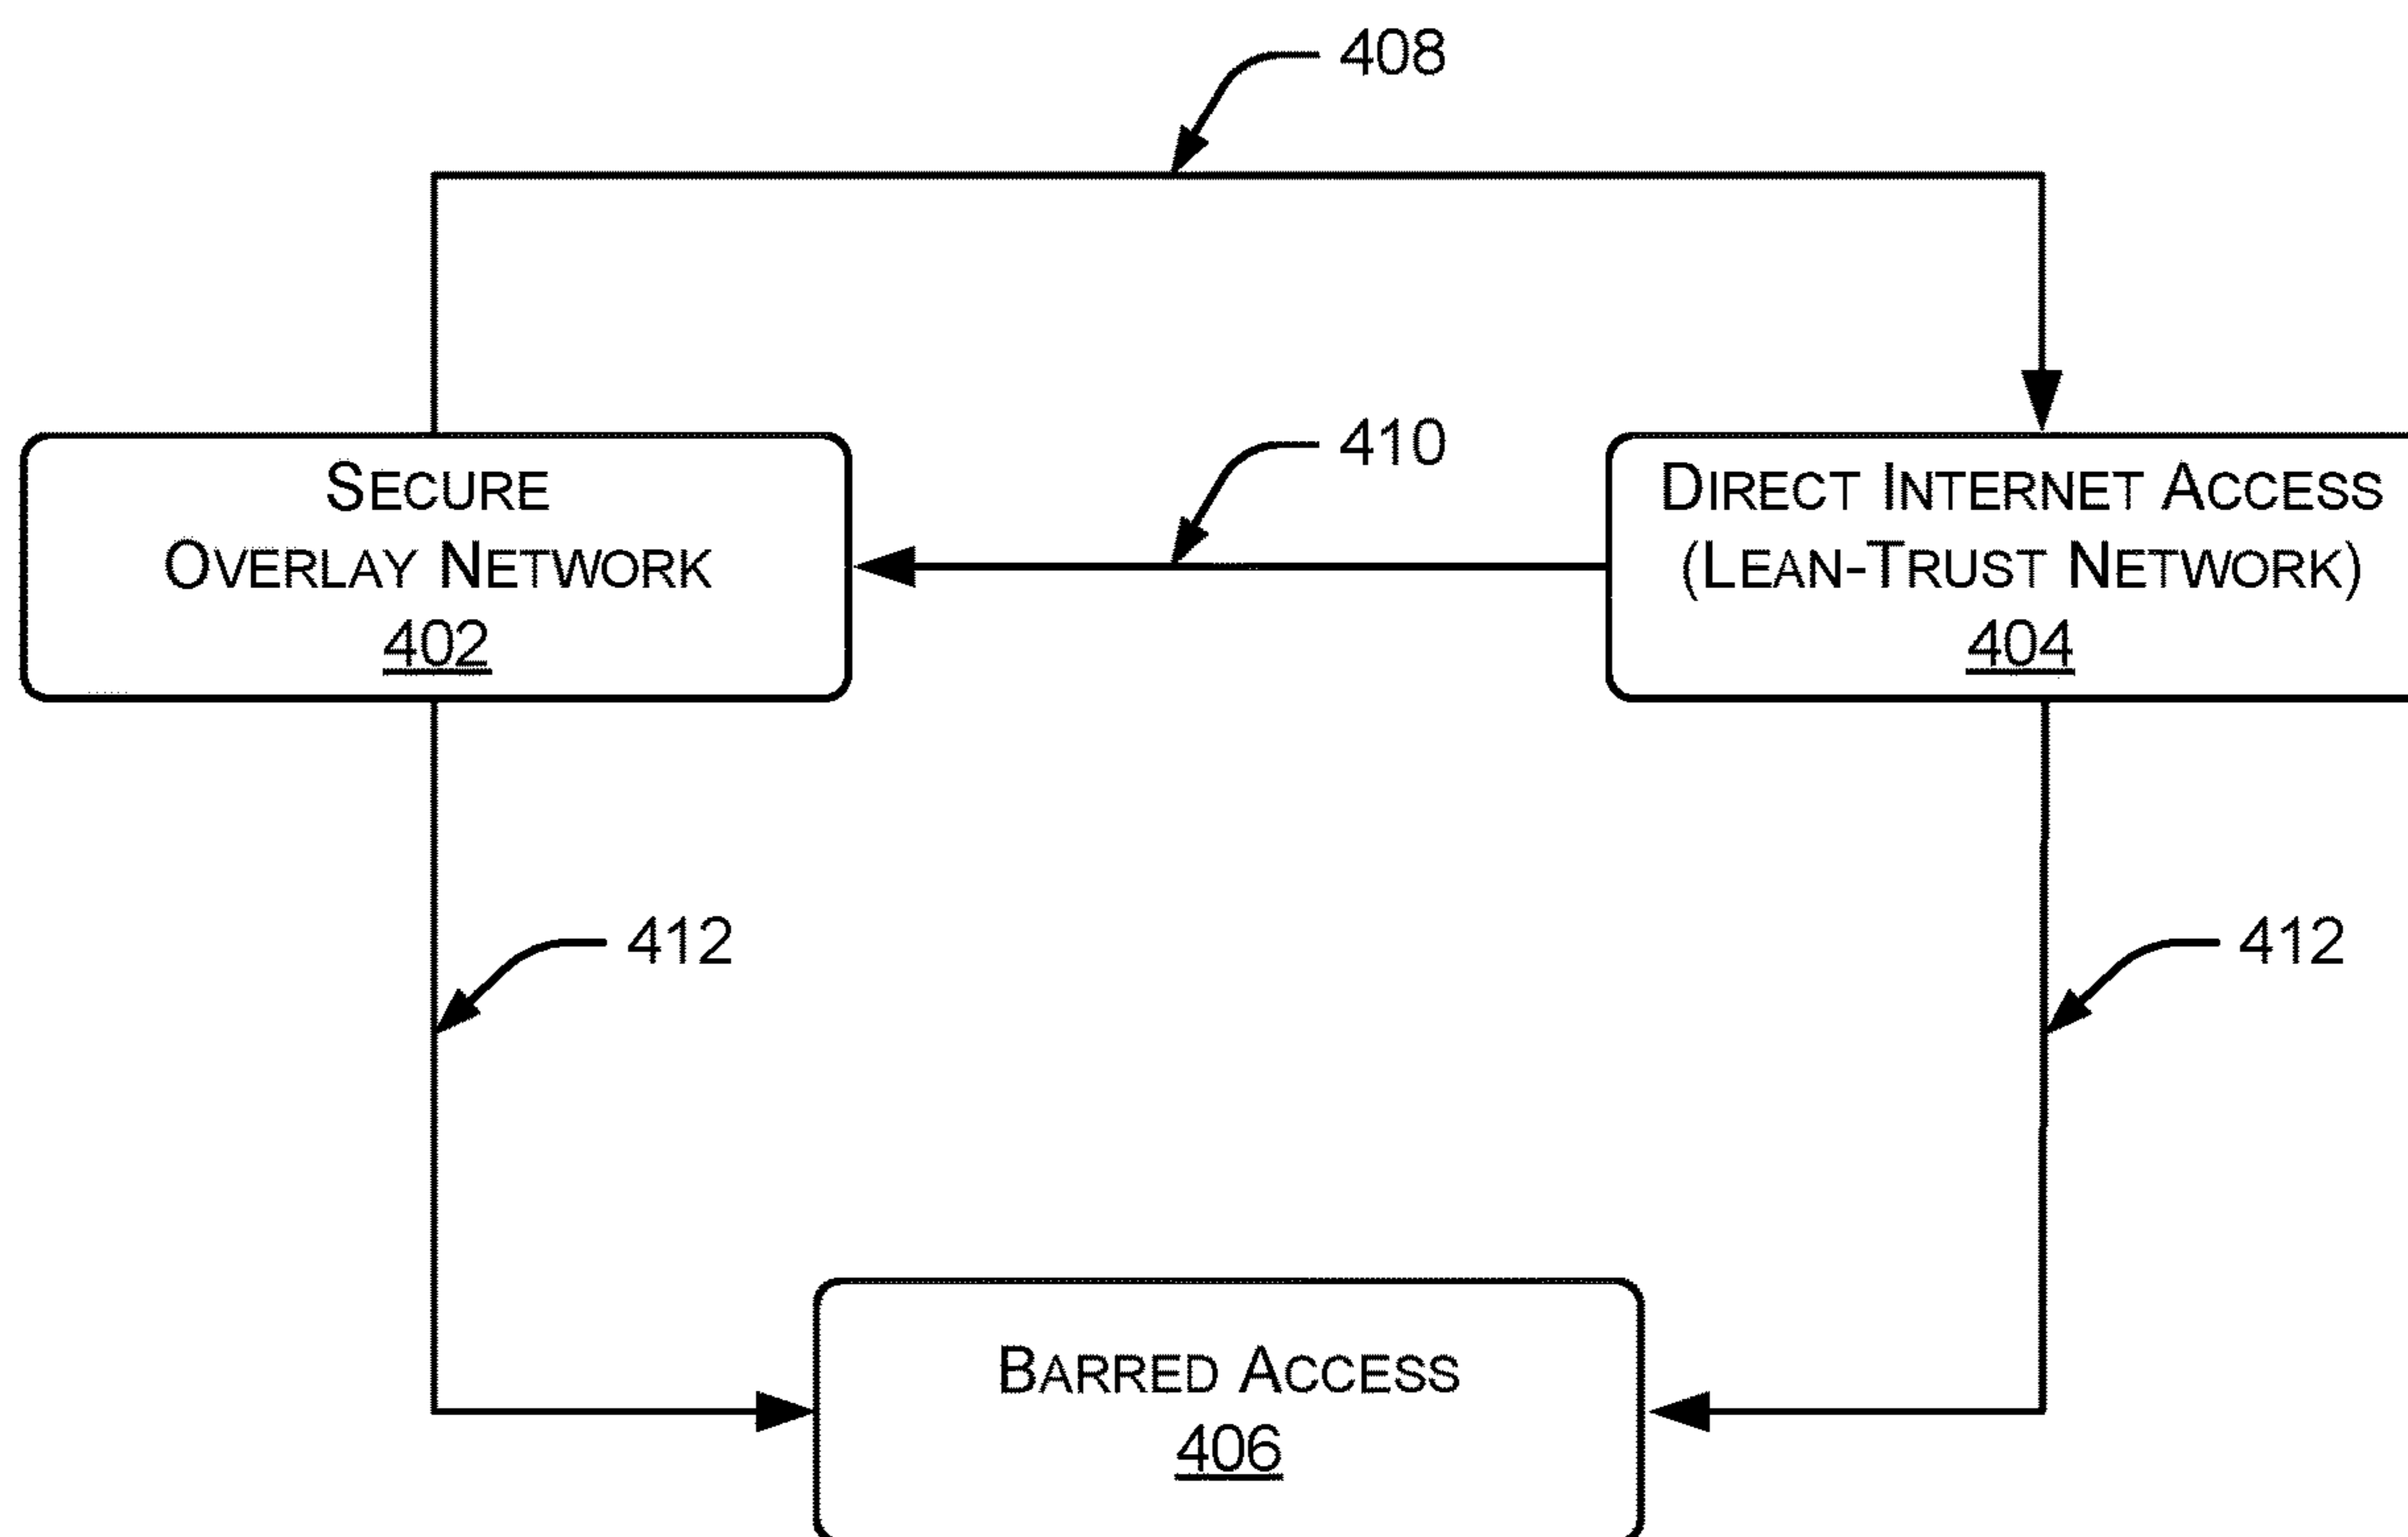 408
410
SECURE
OVERLAY NETWORK
402
DIRECT INTERNET ACCESS
(LEAN-TRUST NETWORK)
404
412
412
BARRED ACCESS
406